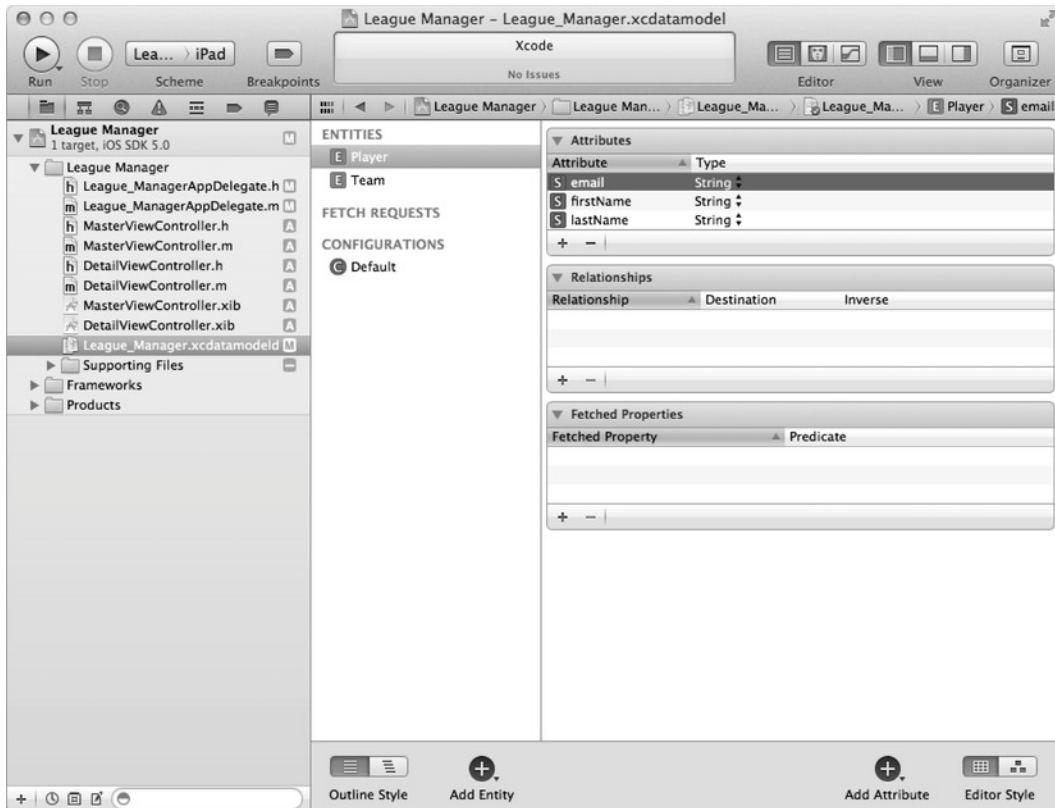 League Manager – League_Manager.xcdatamodel
Run
Stop
Lea... › iPad
Scheme
Breakpoints
Xcode
No Issues
Editor
View
Organizer
League Manager
1 target, iOS SDK 5.0
M
League Manager › League Man... › League_Ma... › League_Ma... › E Player › S email
League Manager
h League_ManagerAppDelegate.h M
m League_ManagerAppDelegate.m
h MasterViewController.h A
m MasterViewController.m A
h DetailViewController.h A
m DetailViewController.m A
MasterViewController.xib A
DetailViewController.xib A
League_Manager.xcdatamodeld M
Supporting Files
Frameworks
Products
ENTITIES
E Player
E Team
FETCH REQUESTS
CONFIGURATIONS
C Default
Attributes
Attribute Type
S email String
S firstName String
S lastName String
+ −
Relationships
Relationship Destination Inverse
+ −
Fetched Properties
Fetched Property Predicate
+ −
Outline Style
Add Entity
Add Attribute
Editor Style